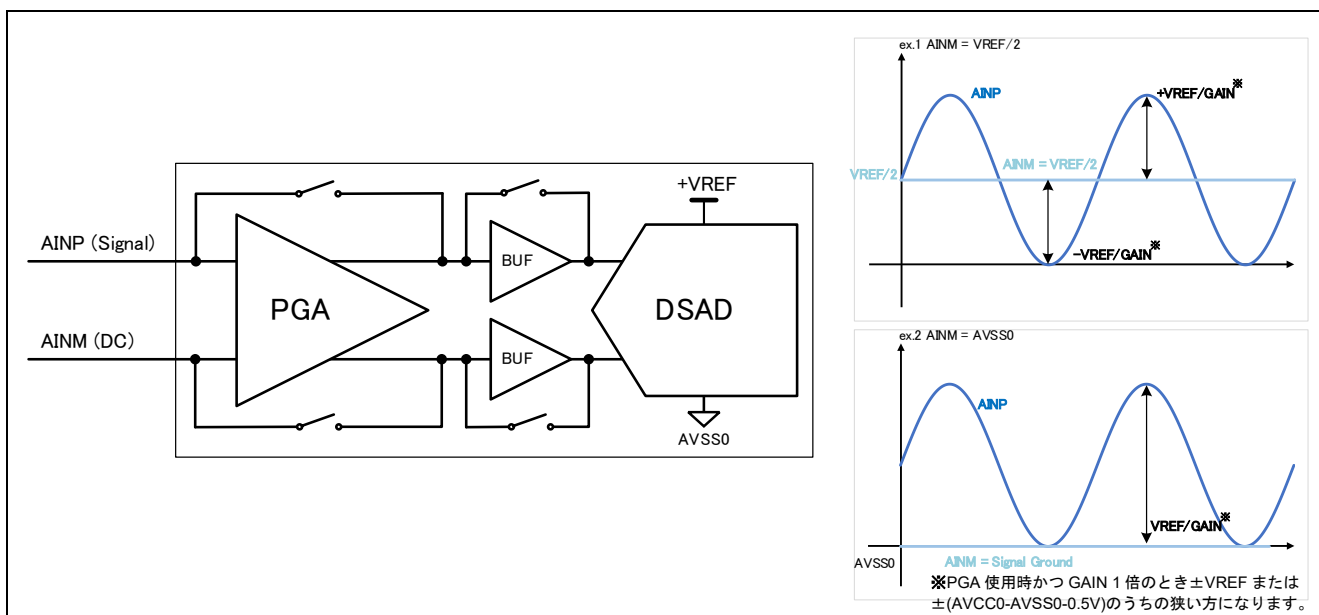 AINP (Signal)
AINM (DC)
PGA
BUF
BUF
+VREF
DSAD
AVSS0
ex.1 AINM = VREF/2
AINP
+VREF/GAIN※
AINM = VREF/2
VREF/2
−VREF/GAIN※
ex.2 AINM = AVSS0
AINP
VREF/GAIN※
AVSS0
AINM = Signal Ground
※PGA 使用時かつ GAIN 1 倍のとき±VREF または
±(AVCC0-AVSS0-0.5V)のうちの狭い方になります。